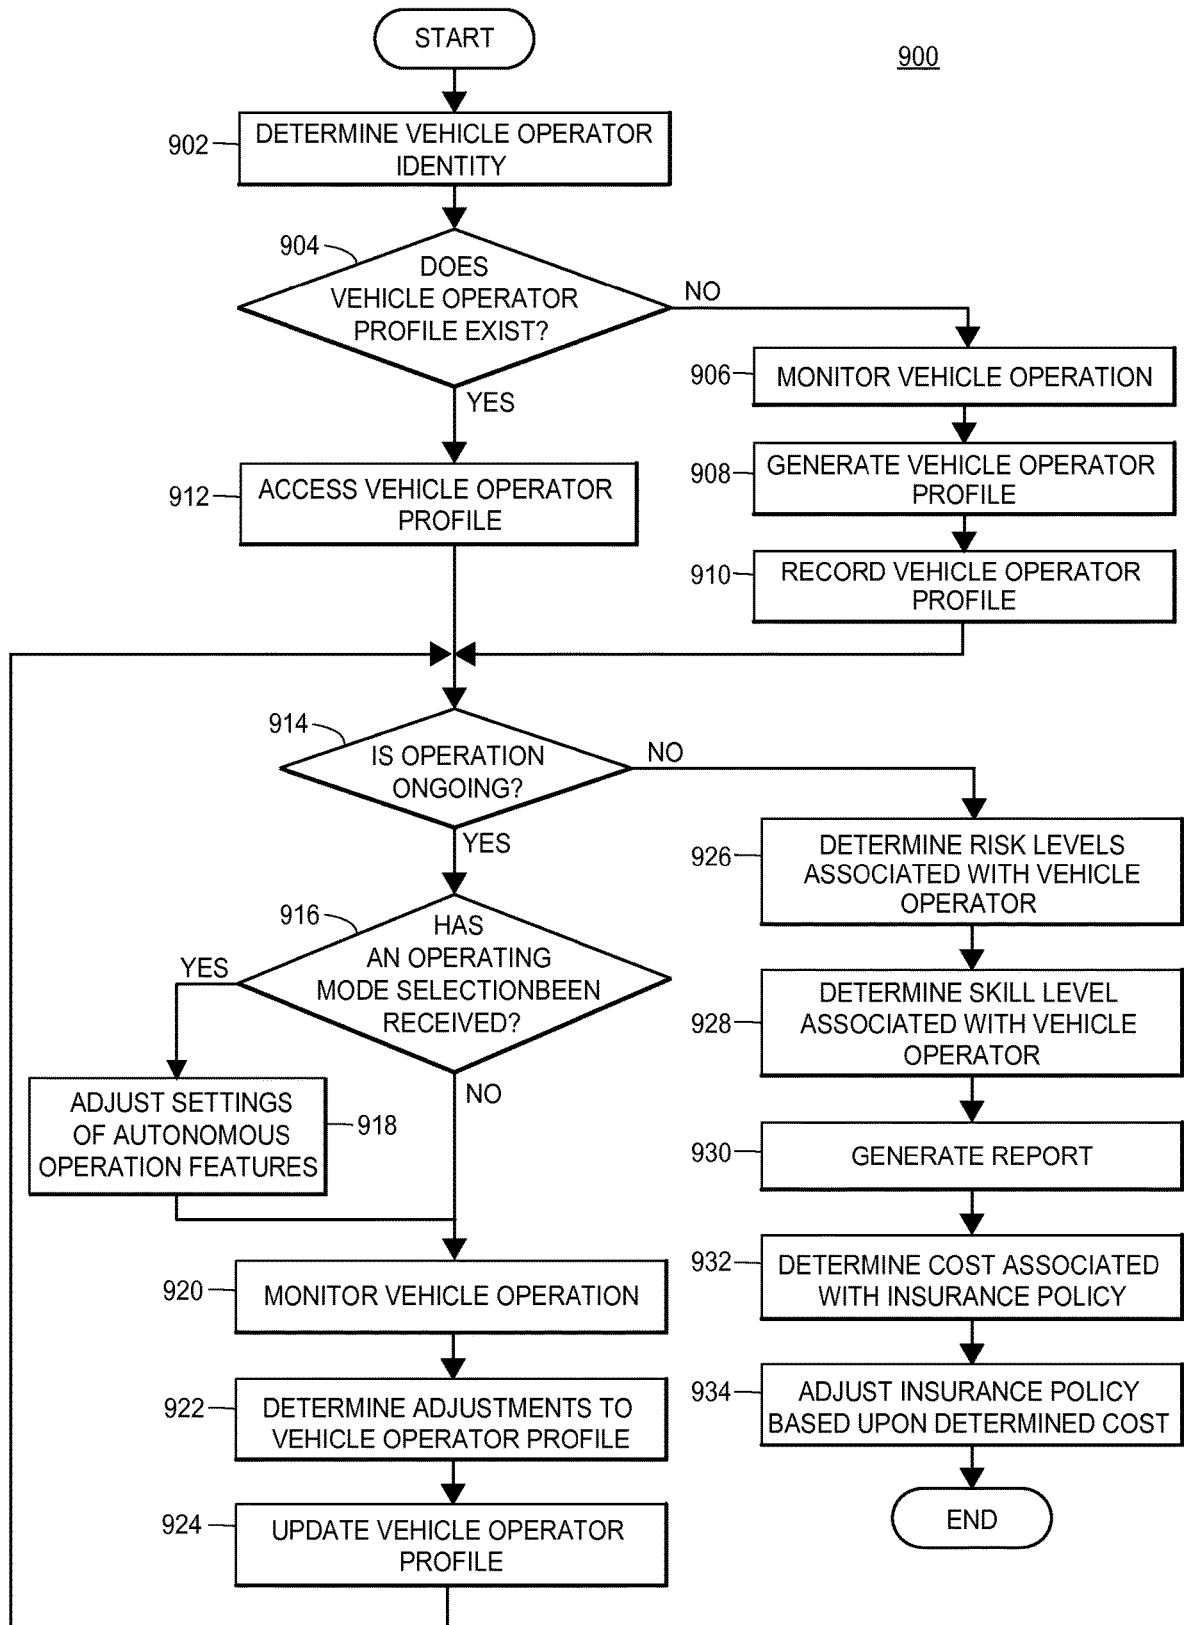 START
900
902
DETERMINE VEHICLE OPERATOR
IDENTITY
904
DOES
VEHICLE OPERATOR
PROFILE EXIST?
NO
YES
906
MONITOR VEHICLE OPERATION
908
GENERATE VEHICLE OPERATOR
PROFILE
910
RECORD VEHICLE OPERATOR
PROFILE
912
ACCESS VEHICLE OPERATOR
PROFILE
914
IS OPERATION
ONGOING?
NO
YES
916
HAS
AN OPERATING
MODE SELECTIONBEEN
RECEIVED?
YES
NO
918
ADJUST SETTINGS
OF AUTONOMOUS
OPERATION FEATURES
920
MONITOR VEHICLE OPERATION
922
DETERMINE ADJUSTMENTS TO
VEHICLE OPERATOR PROFILE
924
UPDATE VEHICLE OPERATOR
PROFILE
926
DETERMINE RISK LEVELS
ASSOCIATED WITH VEHICLE
OPERATOR
928
DETERMINE SKILL LEVEL
ASSOCIATED WITH VEHICLE
OPERATOR
930
GENERATE REPORT
932
DETERMINE COST ASSOCIATED
WITH INSURANCE POLICY
934
ADJUST INSURANCE POLICY
BASED UPON DETERMINED COST
END